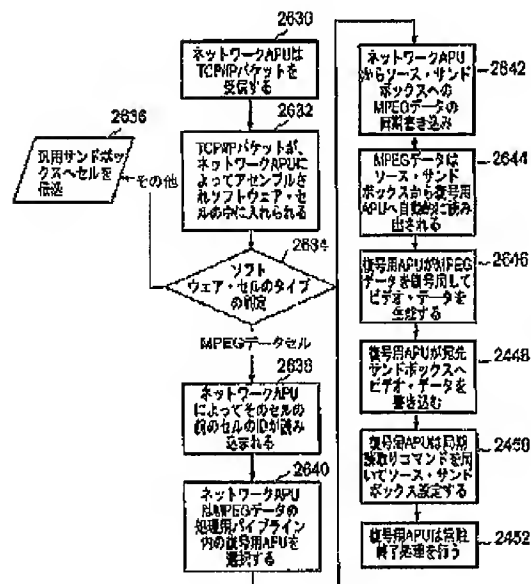 2630
ネットワークAPUは
TCP/IPパケットを
受信する
2632
TCP/IPパケットが、
ネットワークAPUに
よってアセンブルさ
れソフトウェア・セ
ルの中に入れられる
2636
汎用サンドボッ
クスへセルを
伝送
その他
2634
ソフト
ウェア・セルのタイプ
の判定
MPEGデータセル
2638
ネットワークAPU
によってそのセルの
セルのIDが読み
2640
ネットワークAPU
はMPEGデータの
処理用パイプライン
内の復号用APUを
選択する
2642
ネットワークAPU
からソース・サンド
ボックスへの
MPEGデータの
同期書き込み
2644
MPEGデータは
ソース・サンド
ボックスから復号用
APUへ自動的に読み
出される
2646
復号用APUがMPEG
データを復号して
ビデオ・データを
生成する
2448
復号用APUが宛先
サンドボックスへ
ビデオ・データを
書き込む
2450
復号用APUは同期
読取りコマンドを用
いてソース・サンド
ボックス設定する
2452
復号用APUは
終了処理を行う